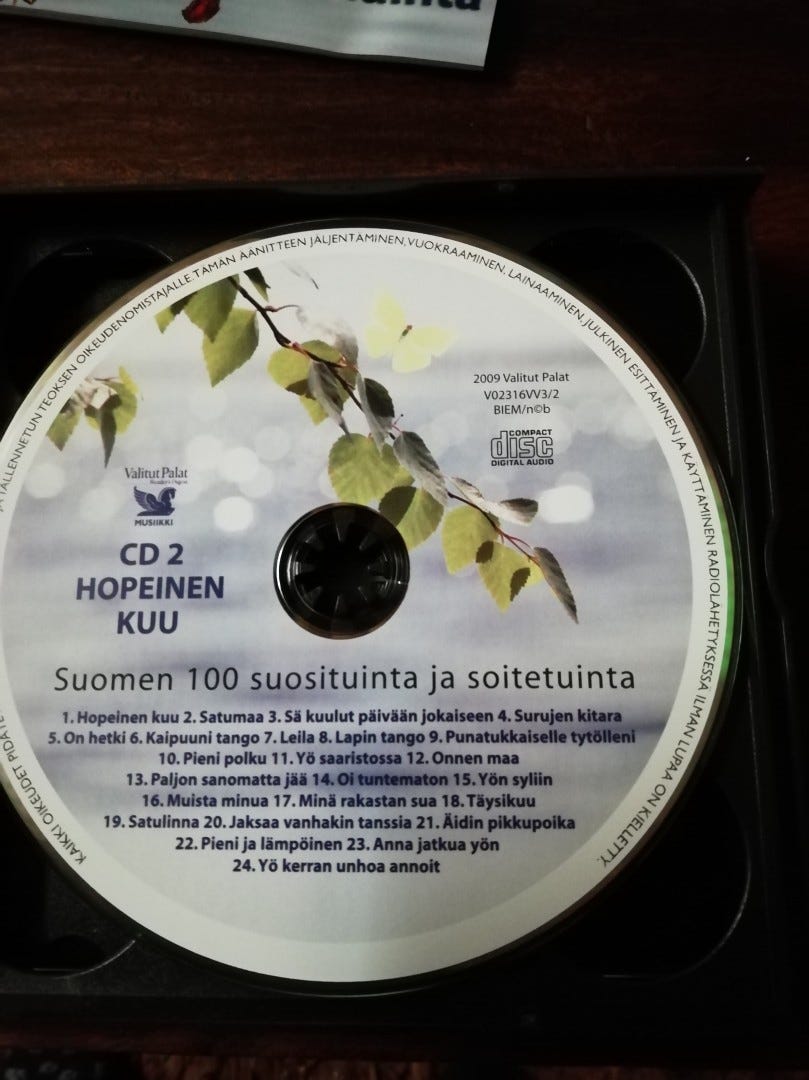 KAIKKI OIKEUDET PIDÄTE
A TALLENNETUN TEOKSEN OIKEUDENOMISTAJALLE.TÄMÄN ÄÄNITTEEN JÄLJENTÄMINEN,VUOKRAAMINEN, LAINAAMINEN, JULKINEN ESITTÄMINEN JA KÄYTTÄMINEN RADIOLÄHETYKSESSÄ ILMAN LUPAA ON KIELLETTY.
2009 Valitut Palat
V02316VV3/2
BIEM/n©b
COMPACT
disc
DIGITAL AUDIO
Valitut Palat
Reader's Digest
MUSIIKKI
CD 2
HOPEINEN
KUU
Suomen 100 suosituinta ja soitetuinta
1. Hopeinen kuu 2. Satumaa 3. Sä kuulut päivään jokaiseen 4. Surujen kitara
5. On hetki 6. Kaipuuni tango 7. Leila 8. Lapin tango 9. Punatukkaiselle tytölleni
10. Pieni polku 11. Yö saaristossa 12. Onnen maa
13. Paljon sanomatta jää 14. Oi tuntematon 15. Yön syliin
16. Muista minua 17. Minä rakastan sua 18. Täysikuu
19. Satulinna 20. Jaksaa vanhakin tanssia 21. Äidin pikkupoika
22. Pieni ja lämpöinen 23. Anna jatkua yön
24. Yö kerran unhoa annoit